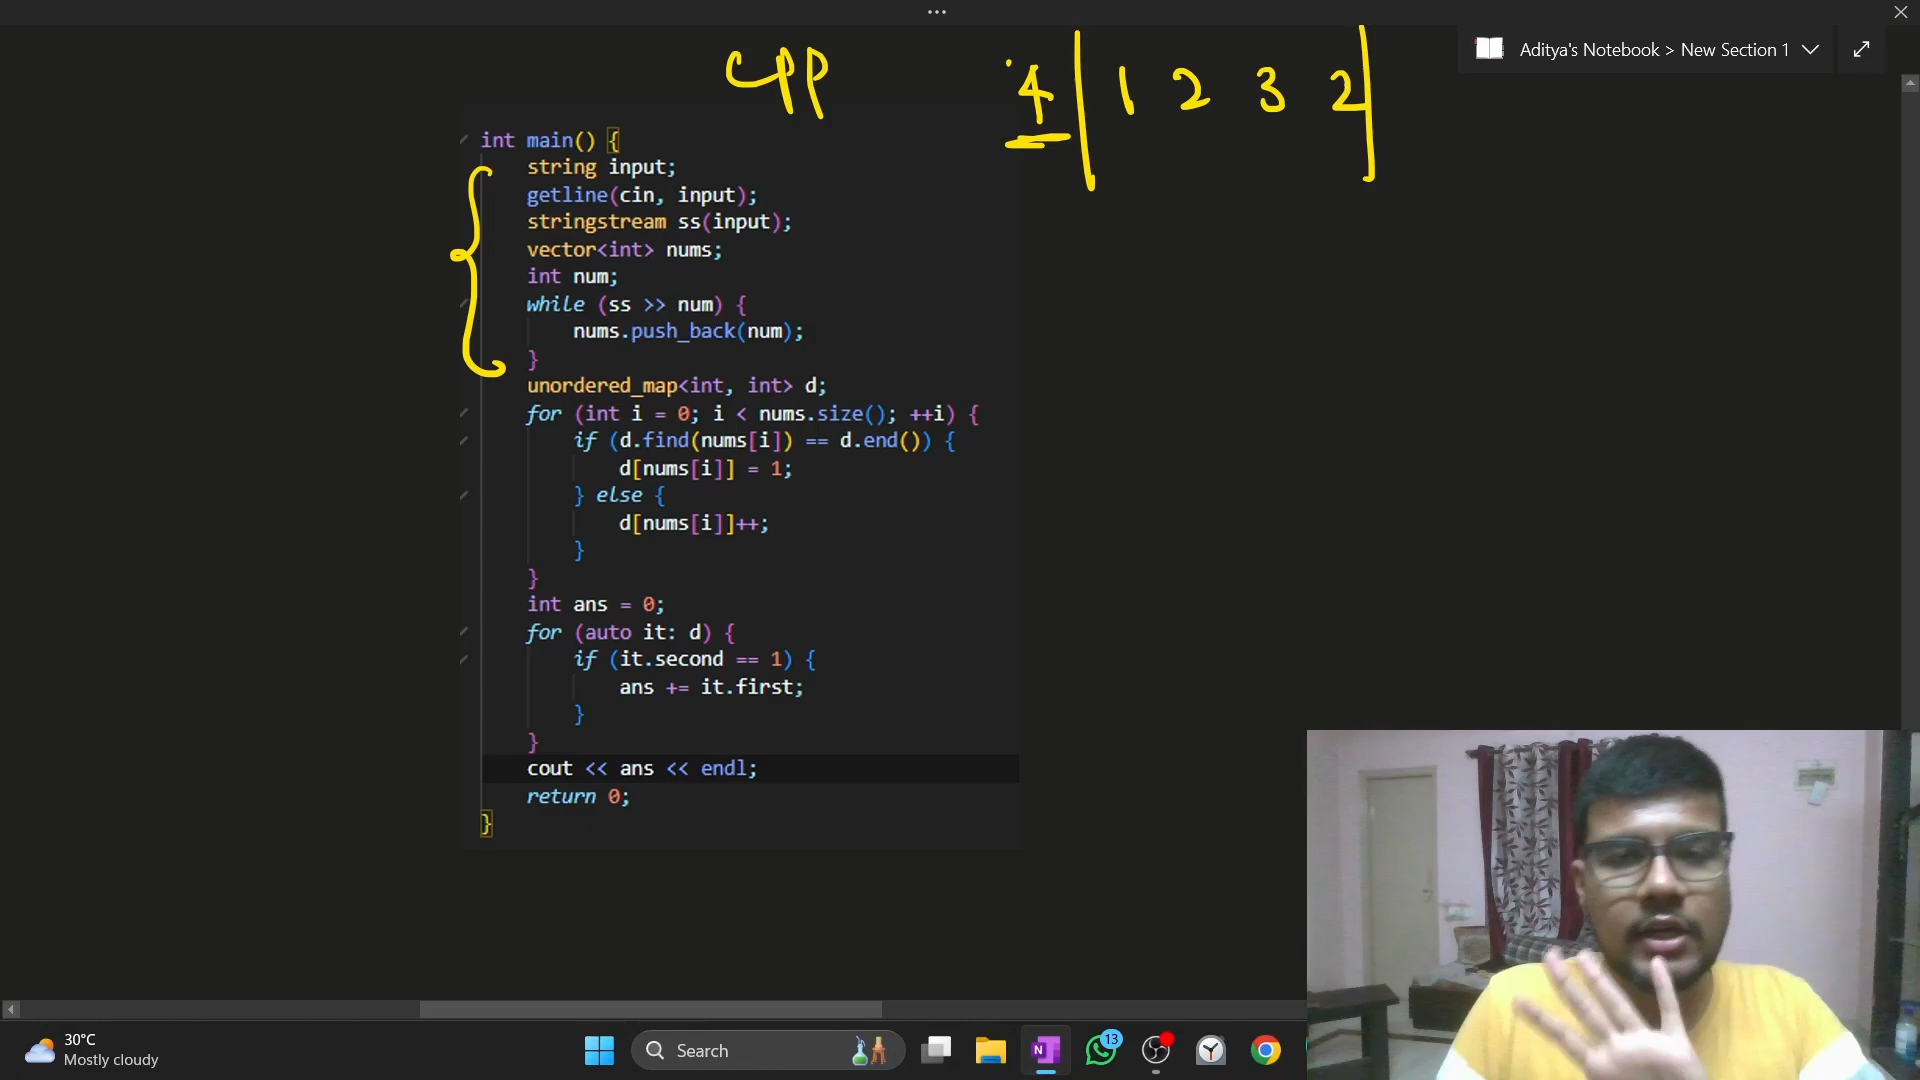 Aditya's Notebook > New Section 1
cpp
4 | 1 2 3 2 |
int main() {
string input;
getline(cin, input);
stringstream ss(input);
vector<int> nums;
int num;
while (ss >> num) {
nums.push_back(num);
}
unordered_map<int, int> d;
for (int i = 0; i < nums.size(); ++i) {
if (d.find(nums[i]) == d.end()) {
d[nums[i]] = 1;
} else {
d[nums[i]]++;
}
}
int ans = 0;
for (auto it: d) {
if (it.second == 1) {
ans += it.first;
}
}
cout << ans << endl;
return 0;
}
30°C
Mostly cloudy
Search
N
13